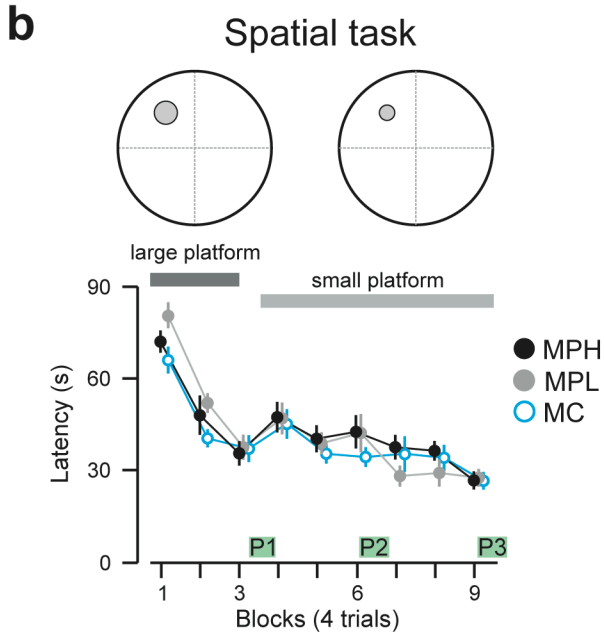 b
Spatial task
large platform
small platform
90
60
30
0
Latency (s)
MPH
MPL
MC
P1 P2 P3
1 3 6 9
Blocks (4 trials)